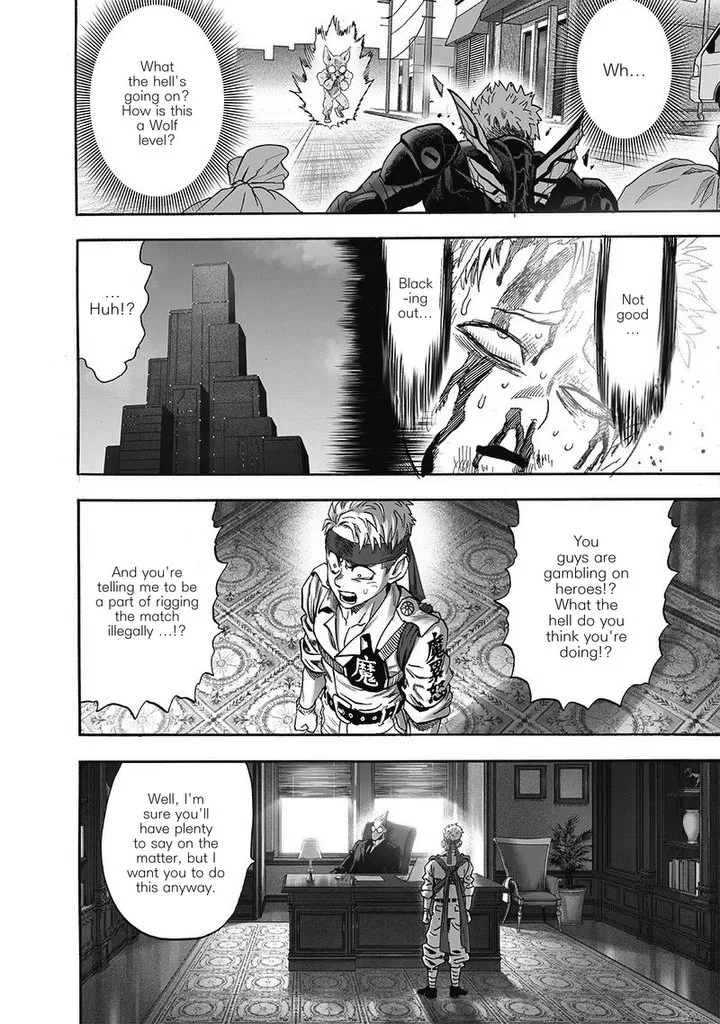 Wh...
What
the hell's
going on?
How is this
a Wolf
level?
Not
good
...
Black
-ing
out...
...
Huh!?
You
guys are
gambling on
heroes!?
What the
hell do you
think you're
doing!?
And you're
telling me to
be a part of rigging
the match
illegally ...!?
魔
Well, I'm
sure you'll
have plenty
to say on the
matter, but I
want you to do
this anyway.